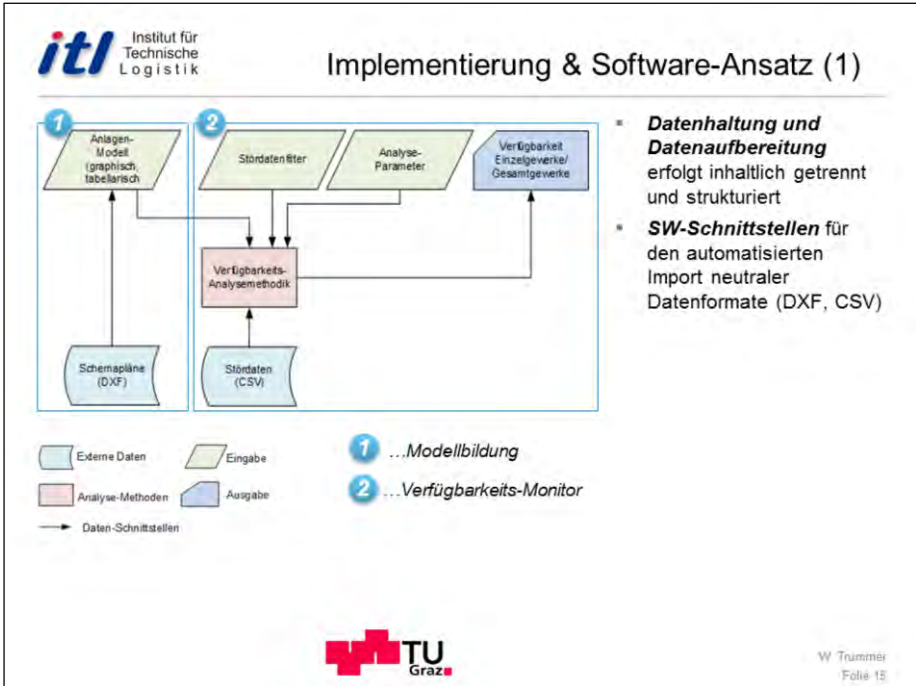 itl
Institut für
Technische
Logistik
Implementierung & Software-Ansatz (1)
1
Anlagen-
Modell
(graphisch,
tabellarisch
2
Stördatenfilter
Analyse-
Parameter
Verfügbarkeit
Einzelgewerke/
Gesamtgewerke
Verfügbarkeits-
Analysemethodik
Schemapläne
(DXF)
Stördaten
(CSV)
▪ Datenhaltung und
Datenaufbereitung
erfolgt inhaltlich getrennt
und strukturiert
▪ SW-Schnittstellen für
den automatisierten
Import neutraler
Datenformate (DXF, CSV)
Externe Daten
Eingabe
Analyse-Methoden
Ausgabe
Daten-Schnittstellen
1 ...Modellbildung
2 ...Verfügbarkeits-Monitor
TU
Graz
W. Trummer
Folie 15